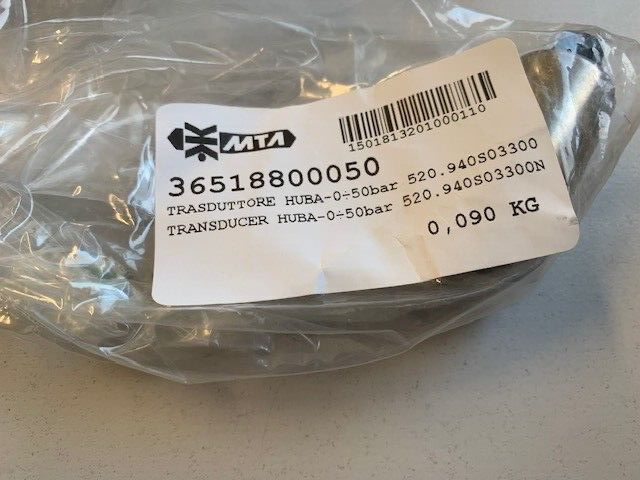 MTA
1501813201000110
36518800050
TRASDUTTORE HUBA-0÷50bar 520.940S03300
TRANSDUCER HUBA-0÷50bar 520.940S03300N
0,090 KG